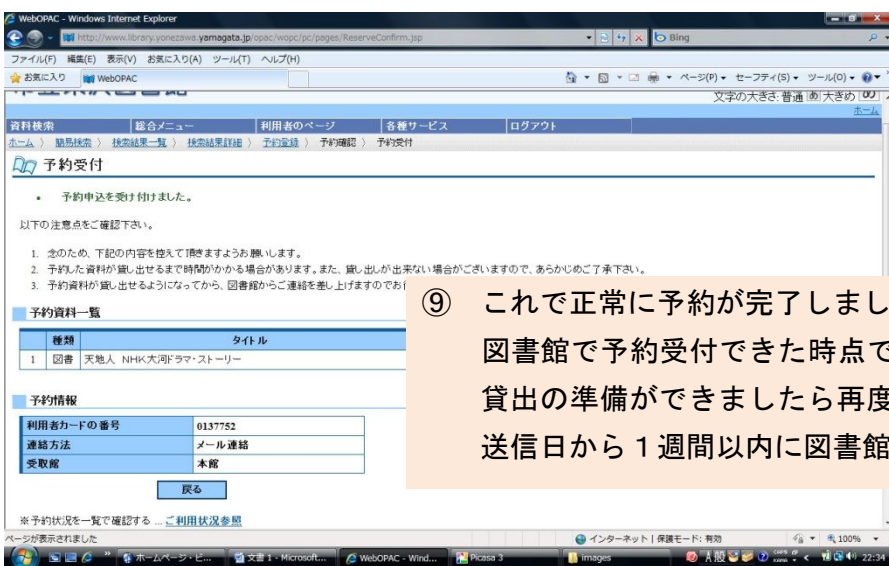 WebOPAC - Windows Internet Explorer
http://www.library.yonezawa.yamagata.jp/opac/wopc/pc/pages/ReserveConfirm.jsp
Bing
ファイル(F) 編集(E) 表示(V) お気に入り(A) ツール(T) ヘルプ(H)
お気に入り WebOPAC
ページ(P) セーフティ(S) ツール(O)
文字の大きさ: 普通 あ 大きめ
ホーム
資料検索 総合メニュー 利用者のページ 各種サービス ログアウト
ホーム 〉 簡易検索 〉 検索結果一覧 〉 検索結果詳細 〉 予約登録 〉 予約確認 〉 予約受付
予約受付
• 予約申込を受け付けました。
以下の注意点をご確認下さい。
1. 念のため、下記の内容を控えて頂きますようお願いします。
2. 予約した資料が貸し出せるまで時間がかかる場合があります。また、貸し出しが出来ない場合がございますので、あらかじめご了承下さい。
3. 予約資料が貸し出せるようになってから、図書館からご連絡を差し上げますのでお
予約資料一覧
種類 タイトル
1 図書 天地人 NHK大河ドラマ・ストーリー
予約情報
利用者カードの番号 0137752
連絡方法 メール連絡
受取館 本館
戻る
※予約状況を一覧で確認する ... ご利用状況参照
⑨ これで正常に予約が完了しまし
図書館で予約受付できた時点で
貸出の準備ができましたら再度
送信日から1週間以内に図書館
ページが表示されました
インターネット | 保護モード: 有効 100%
ホームページ・ビ... 文書 1 - Microsoft... WebOPAC - Wind... Picasa 3 images A 般 22:34